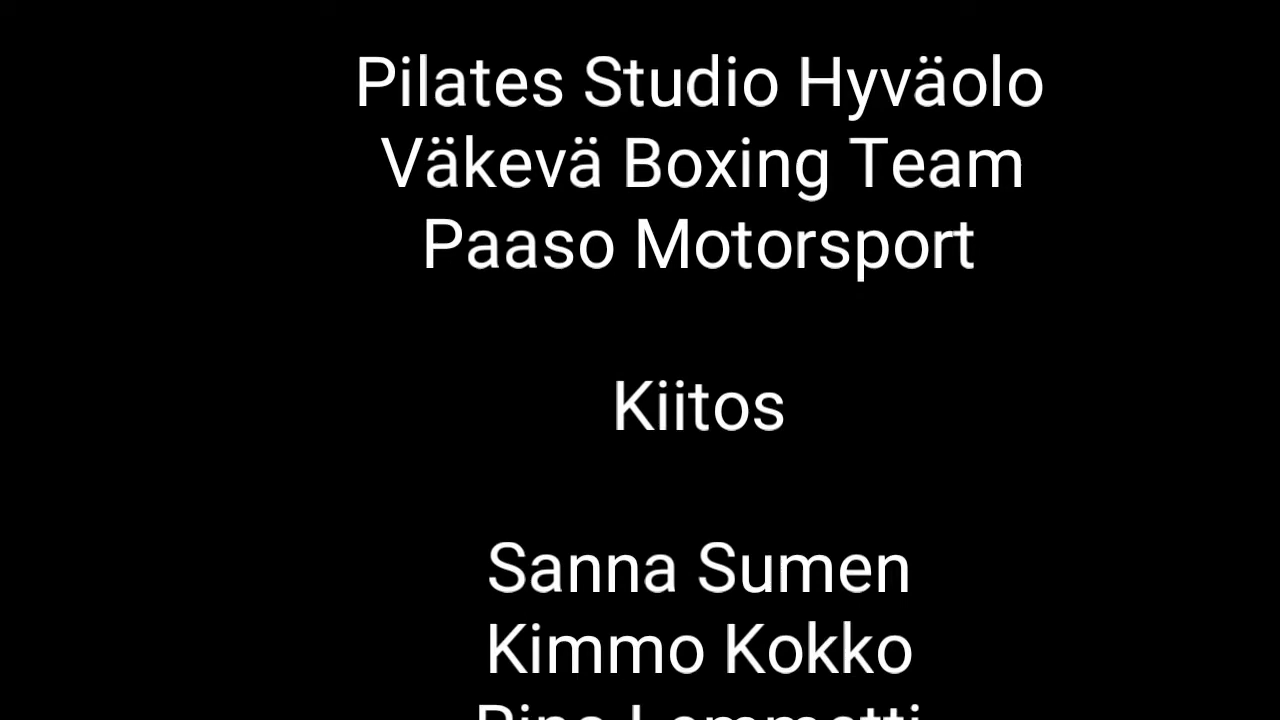 Pilates Studio Hyväolo
Väkevä Boxing Team
Paaso Motorsport
Kiitos
Sanna Sumen
Kimmo Kokko